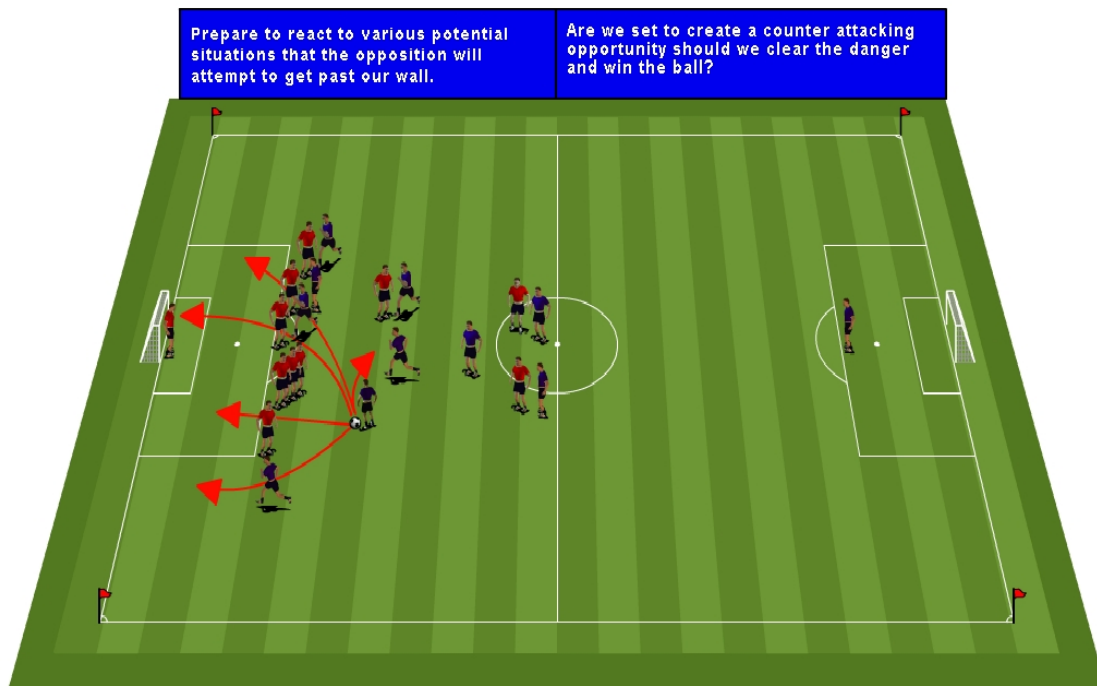 Prepare to react to various potential
situations that the opposition will
attempt to get past our wall.
Are we set to create a counter attacking
opportunity should we clear the danger
and win the ball?